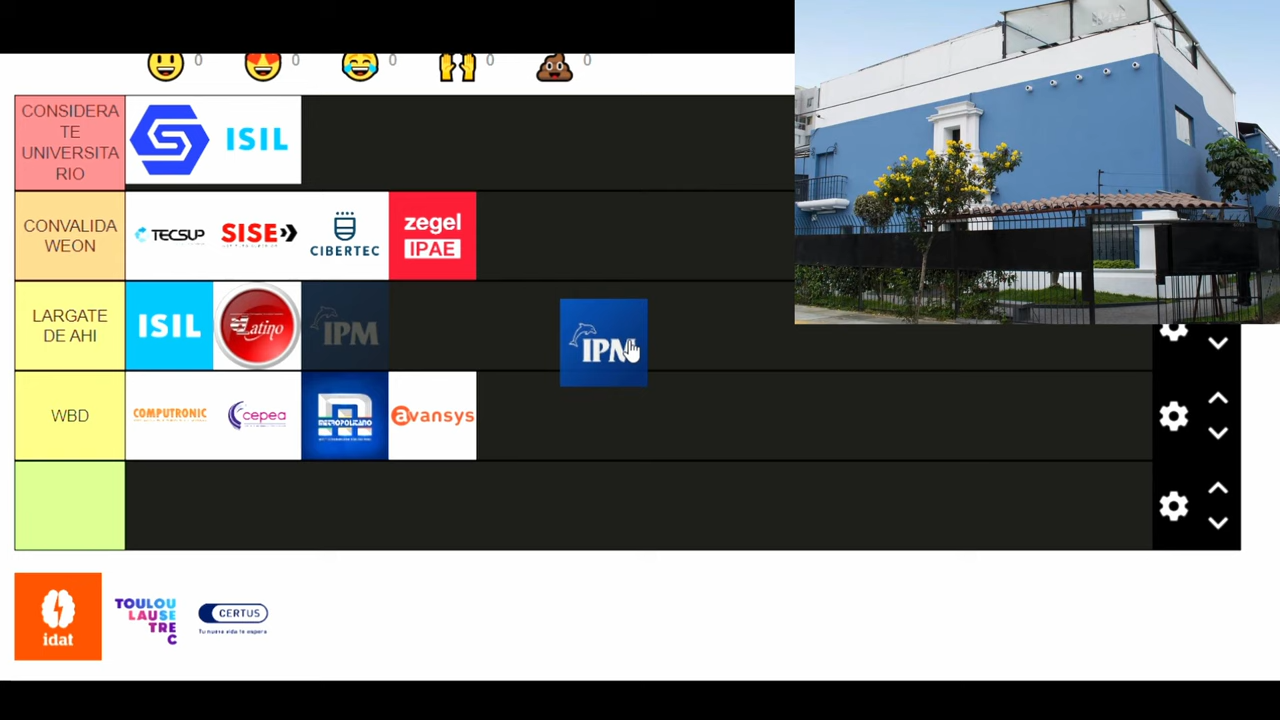 0 0 0 0 0
CONSIDERA
TE
UNIVERSITA
RIO
ISIL
CONVALIDA
WEON
TECSUP
SISE
CIBERTEC
zegel
IPAE
LARGATE
DE AHI
ISIL
Latino
IPM
IPM
WBD
COMPUTRONIC
cepea
METROPOLITANO
avansys
idat
TOULOU
LAUSE
TRE
C
CERTUS
Tu nueva vida te espera